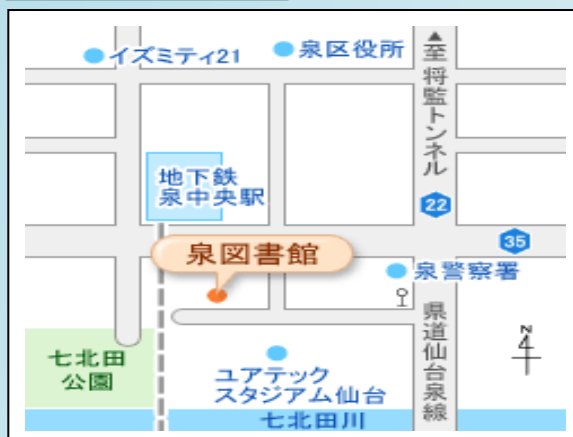 イズミティ21
泉区役所
▲至将監トンネル
地下鉄
泉中央駅
22
35
泉図書館
泉警察署
県道仙台泉線
N
七北田
公園
ユアテック
スタジアム仙台
七北田川